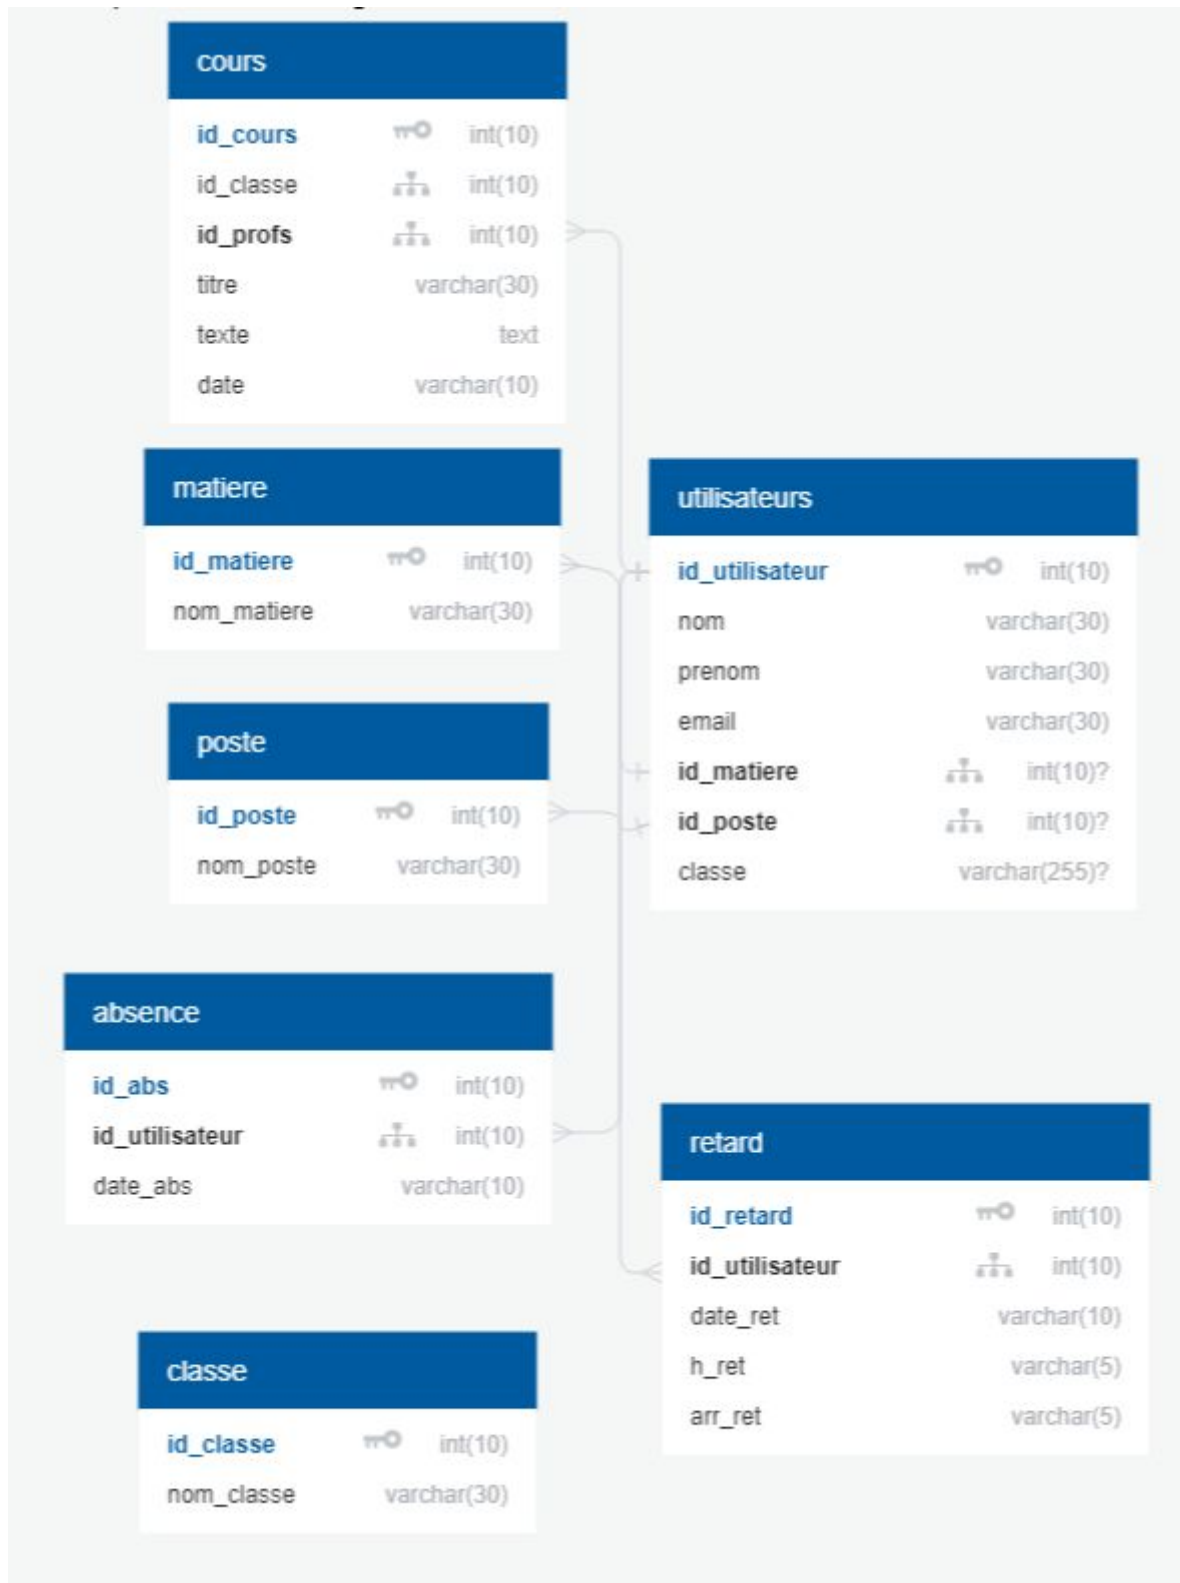 cours
id_cours int(10)
id_classe int(10)
id_profs int(10)
titre varchar(30)
texte text
date varchar(10)
matiere
id_matiere int(10)
nom_matiere varchar(30)
utilisateurs
id_utilisateur int(10)
nom varchar(30)
prenom varchar(30)
email varchar(30)
id_matiere int(10)?
id_poste int(10)?
classe varchar(255)?
poste
id_poste int(10)
nom_poste varchar(30)
absence
id_abs int(10)
id_utilisateur int(10)
date_abs varchar(10)
retard
id_retard int(10)
id_utilisateur int(10)
date_ret varchar(10)
h_ret varchar(5)
arr_ret varchar(5)
classe
id_classe int(10)
nom_classe varchar(30)